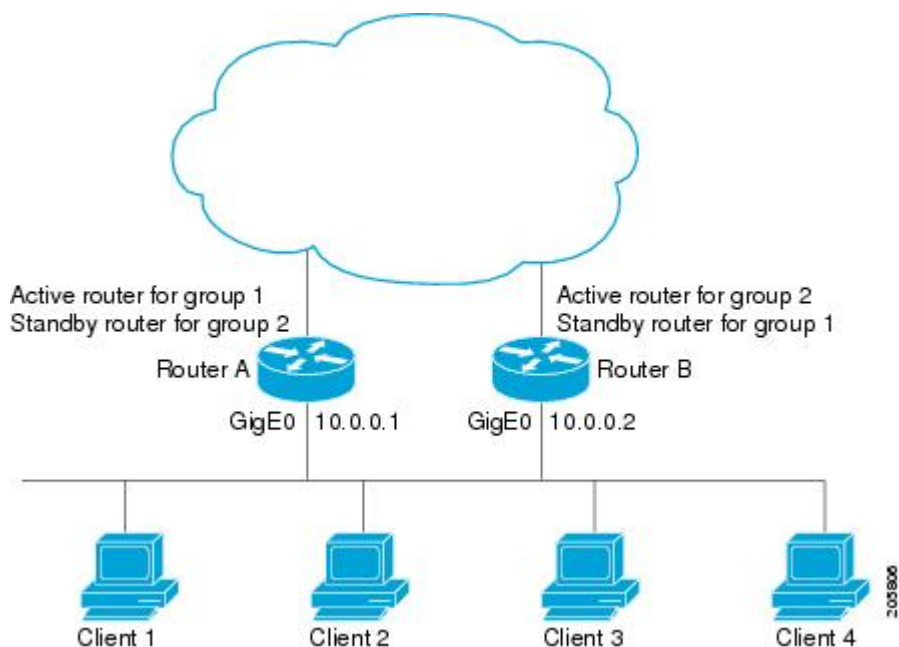 Active router for group 1
Standby router for group 2
Active router for group 2
Standby router for group 1
Router A
Router B
GigE0 10.0.0.1
GigE0 10.0.0.2
Client 1
Client 2
Client 3
Client 4
205806